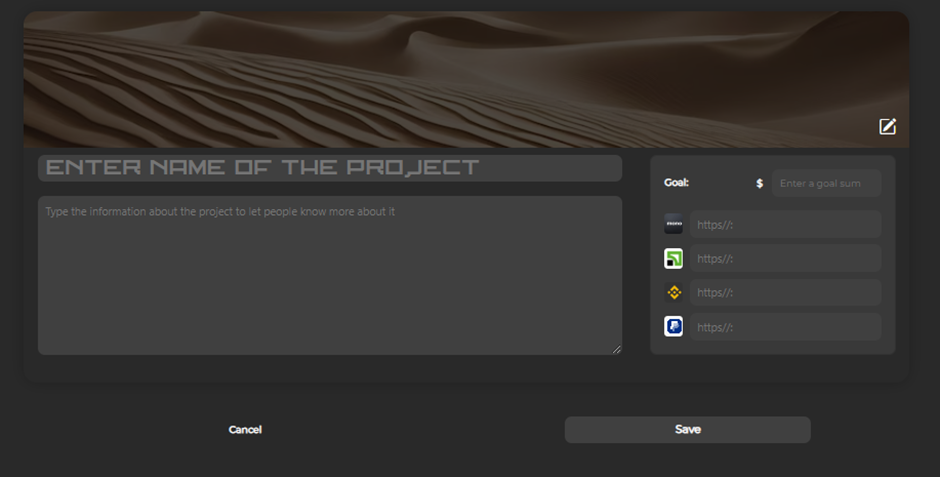 ENTER NAME OF THE PROJECT
Type the information about the project to let people know more about it
Goal:
$
Enter a goal sum
mono
https//:
https//:
https//:
https//:
Cancel
Save